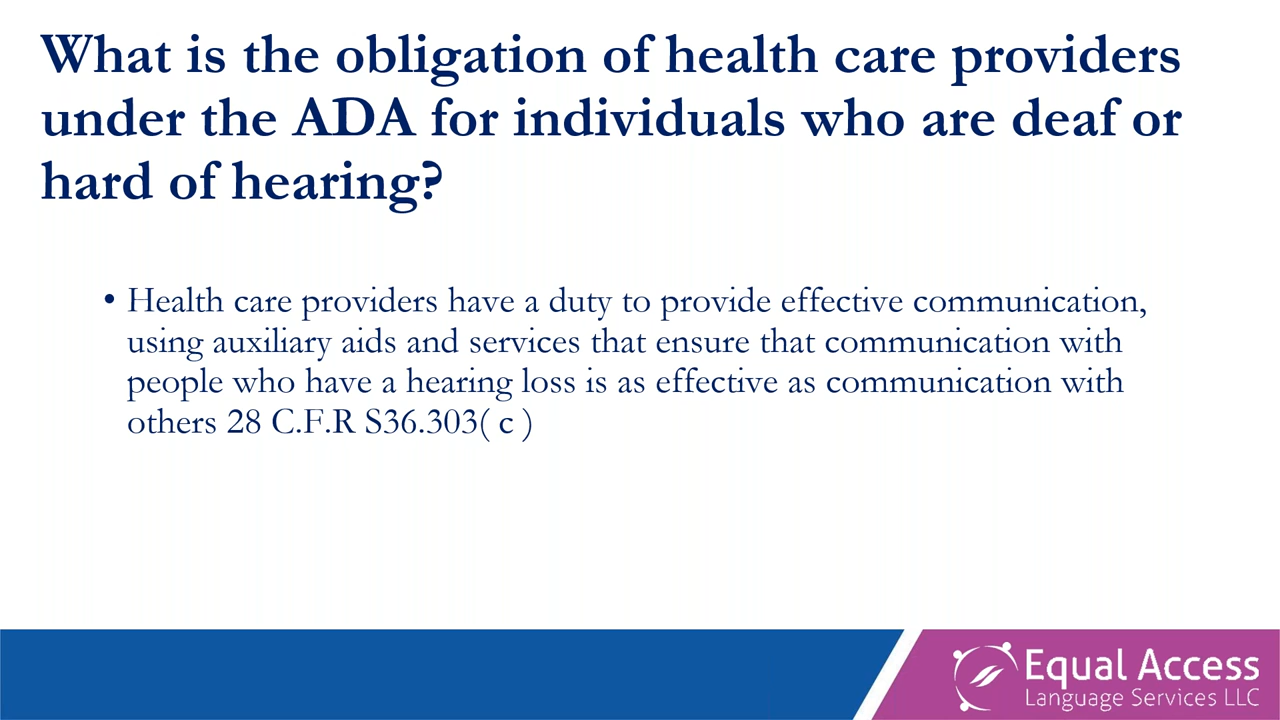 What is the obligation of health care providers
under the ADA for individuals who are deaf or
hard of hearing?
• Health care providers have a duty to provide effective communication,
using auxiliary aids and services that ensure that communication with
people who have a hearing loss is as effective as communication with
others 28 C.F.R S36.303( c )
Equal Access
Language Services LLC